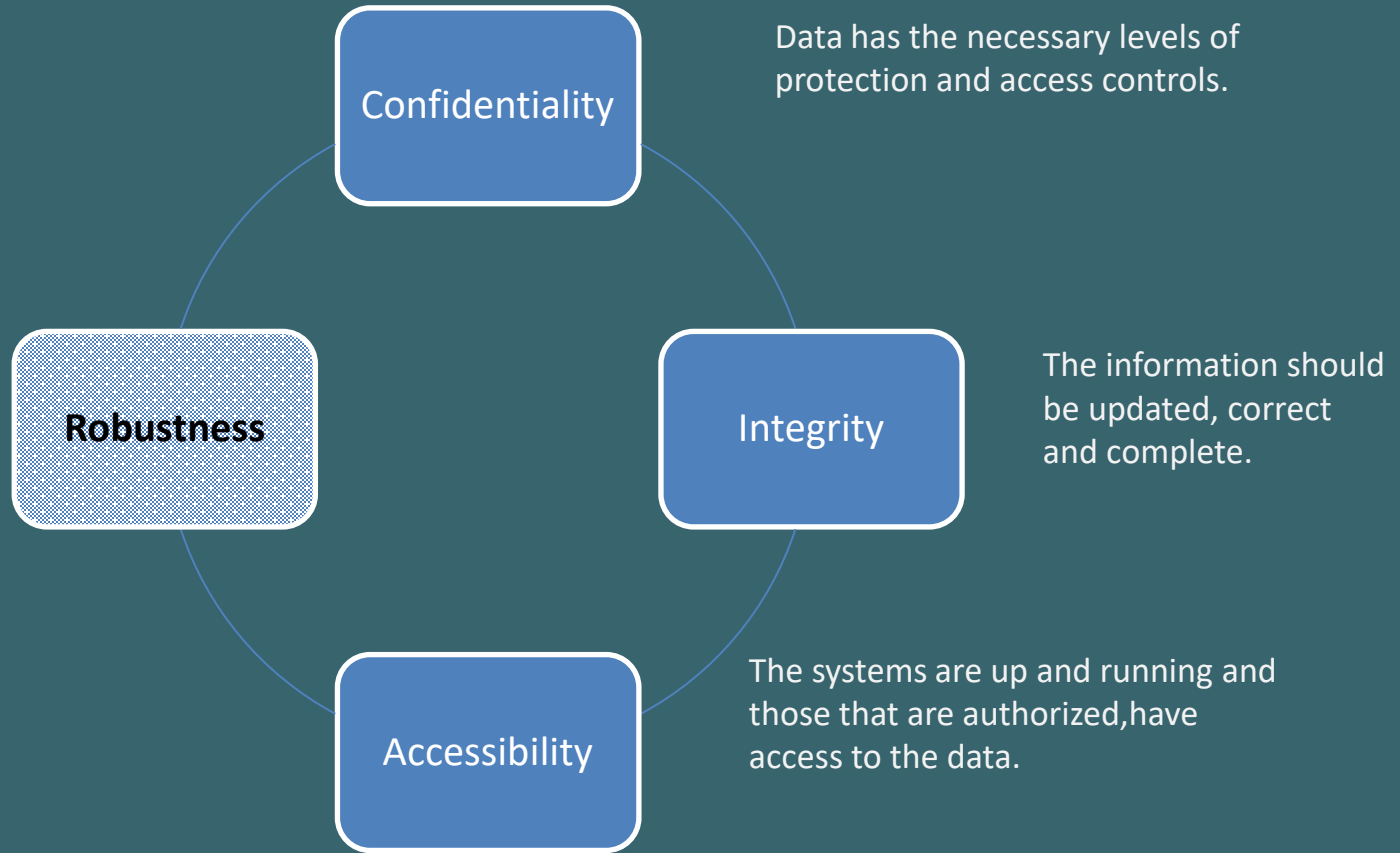 Confidentiality
Data has the necessary levels of
protection and access controls.
Robustness
Integrity
The information should
be updated, correct
and complete.
Accessibility
The systems are up and running and
those that are authorized,have
access to the data.